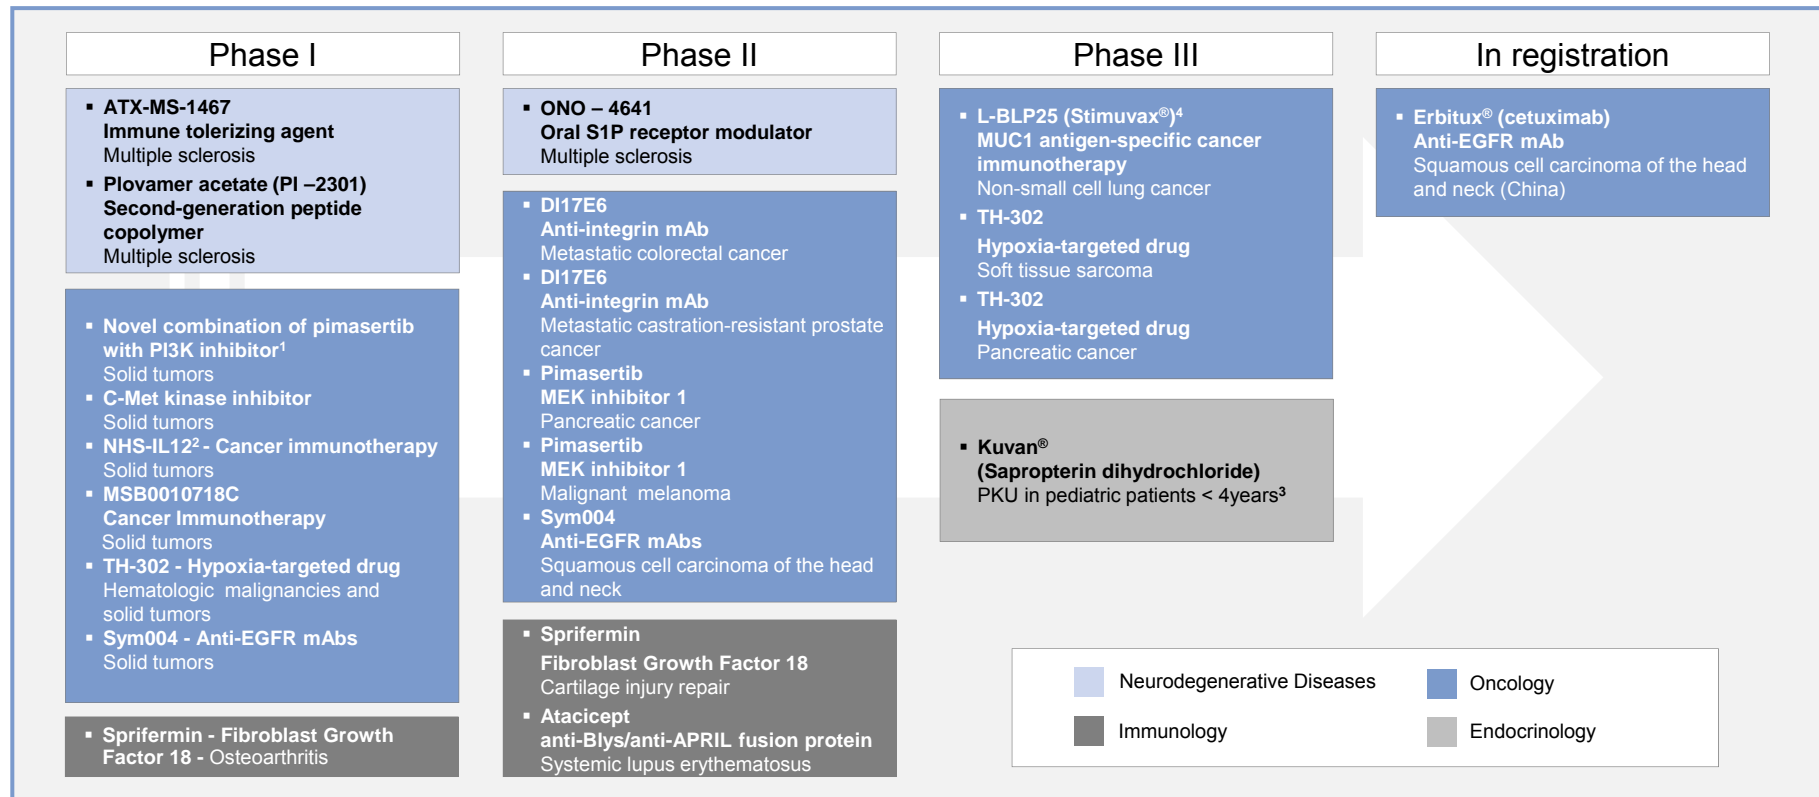 Phase I
▪ ATX-MS-1467
Immune tolerizing agent
Multiple sclerosis
▪ Plovamer acetate (PI –2301)
Second-generation peptide
copolymer
Multiple sclerosis
▪ Novel combination of pimasertib
with PI3K inhibitor¹
Solid tumors
▪ C-Met kinase inhibitor
Solid tumors
▪ NHS-IL12² - Cancer immunotherapy
Solid tumors
▪ MSB0010718C
Cancer Immunotherapy
Solid tumors
▪ TH-302 - Hypoxia-targeted drug
Hematologic malignancies and
solid tumors
▪ Sym004 - Anti-EGFR mAbs
Solid tumors
▪ Sprifermin - Fibroblast Growth
Factor 18 - Osteoarthritis
Phase II
▪ ONO – 4641
Oral S1P receptor modulator
Multiple sclerosis
▪ DI17E6
Anti-integrin mAb
Metastatic colorectal cancer
▪ DI17E6
Anti-integrin mAb
Metastatic castration-resistant prostate
cancer
▪ Pimasertib
MEK inhibitor 1
Pancreatic cancer
▪ Pimasertib
MEK inhibitor 1
Malignant melanoma
▪ Sym004
Anti-EGFR mAbs
Squamous cell carcinoma of the head
and neck
▪ Sprifermin
Fibroblast Growth Factor 18
Cartilage injury repair
▪ Atacicept
anti-Blys/anti-APRIL fusion protein
Systemic lupus erythematosus
Phase III
▪ L-BLP25 (Stimuvax®)⁴
MUC1 antigen-specific cancer
immunotherapy
Non-small cell lung cancer
▪ TH-302
Hypoxia-targeted drug
Soft tissue sarcoma
▪ TH-302
Hypoxia-targeted drug
Pancreatic cancer
▪ Kuvan®
(Sapropterin dihydrochloride)
PKU in pediatric patients < 4years³
In registration
▪ Erbitux® (cetuximab)
Anti-EGFR mAb
Squamous cell carcinoma of the head
and neck (China)
Neurodegenerative Diseases
Oncology
Immunology
Endocrinology